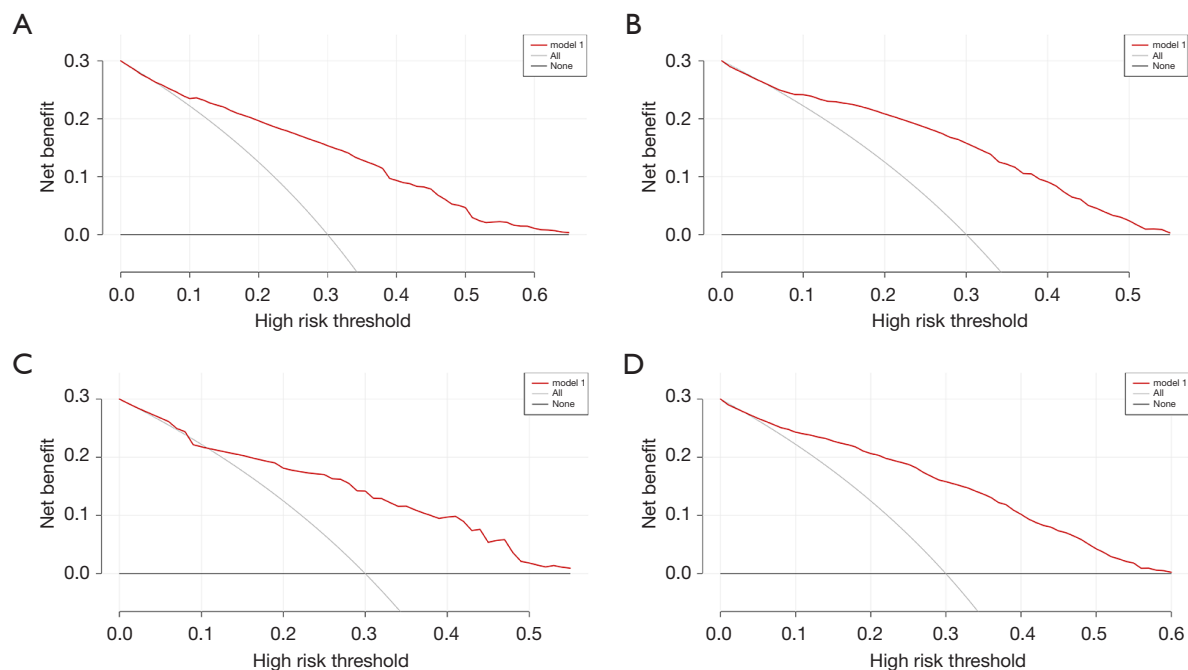 A
model 1
All
None
Net benefit
0.3
0.2
0.1
0.0
0.0 0.1 0.2 0.3 0.4 0.5 0.6
High risk threshold
B
model 1
All
None
Net benefit
0.3
0.2
0.1
0.0
0.0 0.1 0.2 0.3 0.4 0.5
High risk threshold
C
model 1
All
None
Net benefit
0.3
0.2
0.1
0.0
0.0 0.1 0.2 0.3 0.4 0.5
High risk threshold
D
model 1
All
None
Net benefit
0.3
0.2
0.1
0.0
0.0 0.1 0.2 0.3 0.4 0.5 0.6
High risk threshold